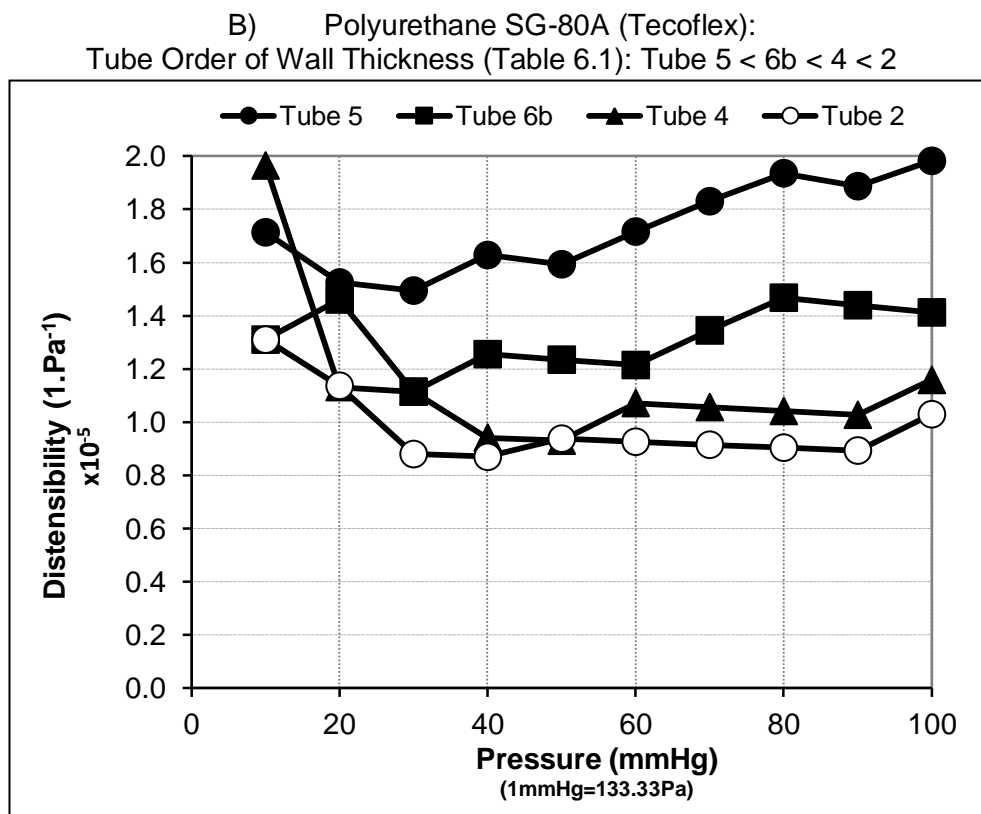 B) Polyurethane SG-80A (Tecoflex):
Tube Order of Wall Thickness (Table 6.1): Tube 5 < 6b < 4 < 2
Tube 5 Tube 6b Tube 4 Tube 2
2.0
1.8
1.6
1.4
1.2
1.0
0.8
0.6
0.4
0.2
0.0
Distensibility (1.Pa⁻¹)
x10⁻⁵
0 20 40 60 80 100
Pressure (mmHg)
(1mmHg=133.33Pa)